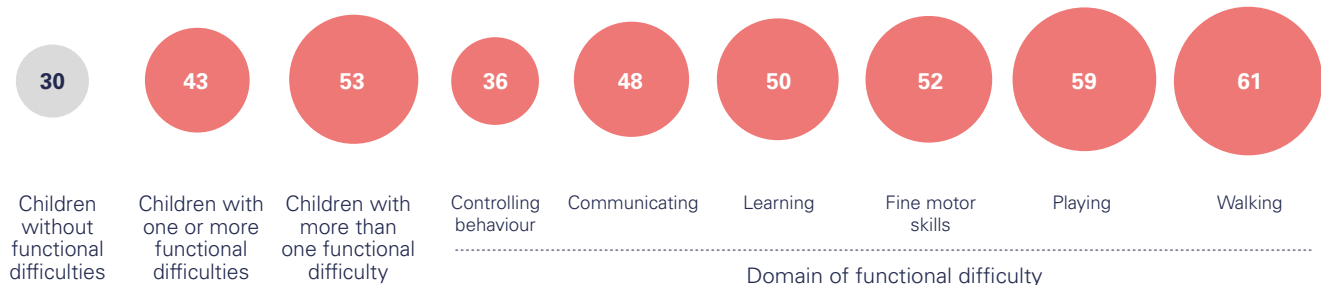 30
43
53
36
48
50
52
59
61
Children
without
functional
difficulties
Children with
one or more
functional
difficulties
Children with
more than
one functional
difficulty
Controlling
behaviour
Communicating
Learning
Fine motor
skills
Playing
Walking
Domain of functional difficulty